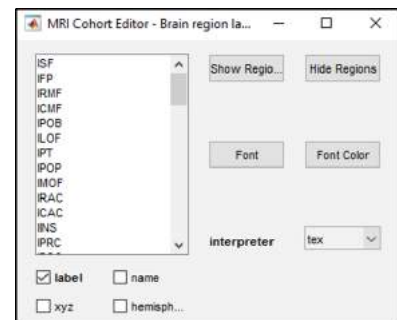 MRI Cohort Editor - Brain region la...
lSF
lFP
lRMF
lCMF
lPOB
lLOF
lPT
lPOP
lMOF
lRAC
lCAC
lINS
lPRC
Show Regio...
Hide Regions
Font
Font Color
interpreter
tex
label
name
xyz
hemisph...